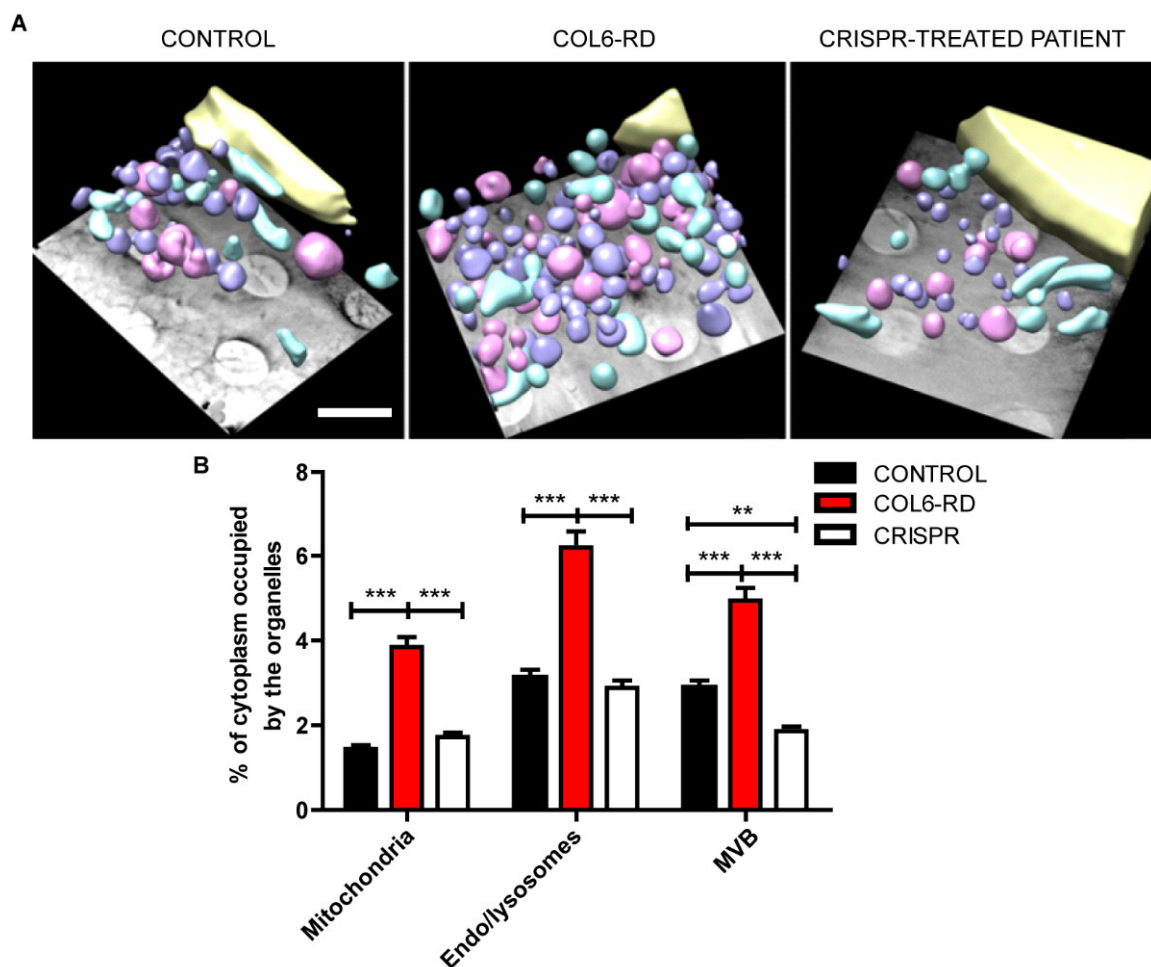 A
CONTROL
COL6-RD
CRISPR-TREATED PATIENT
B
CONTROL
COL6-RD
CRISPR
% of cytoplasm occupied
by the organelles
8
6
4
2
0
*** ***
*** ***
**
*** ***
Mitochondria
Endo/lysosomes
MVB